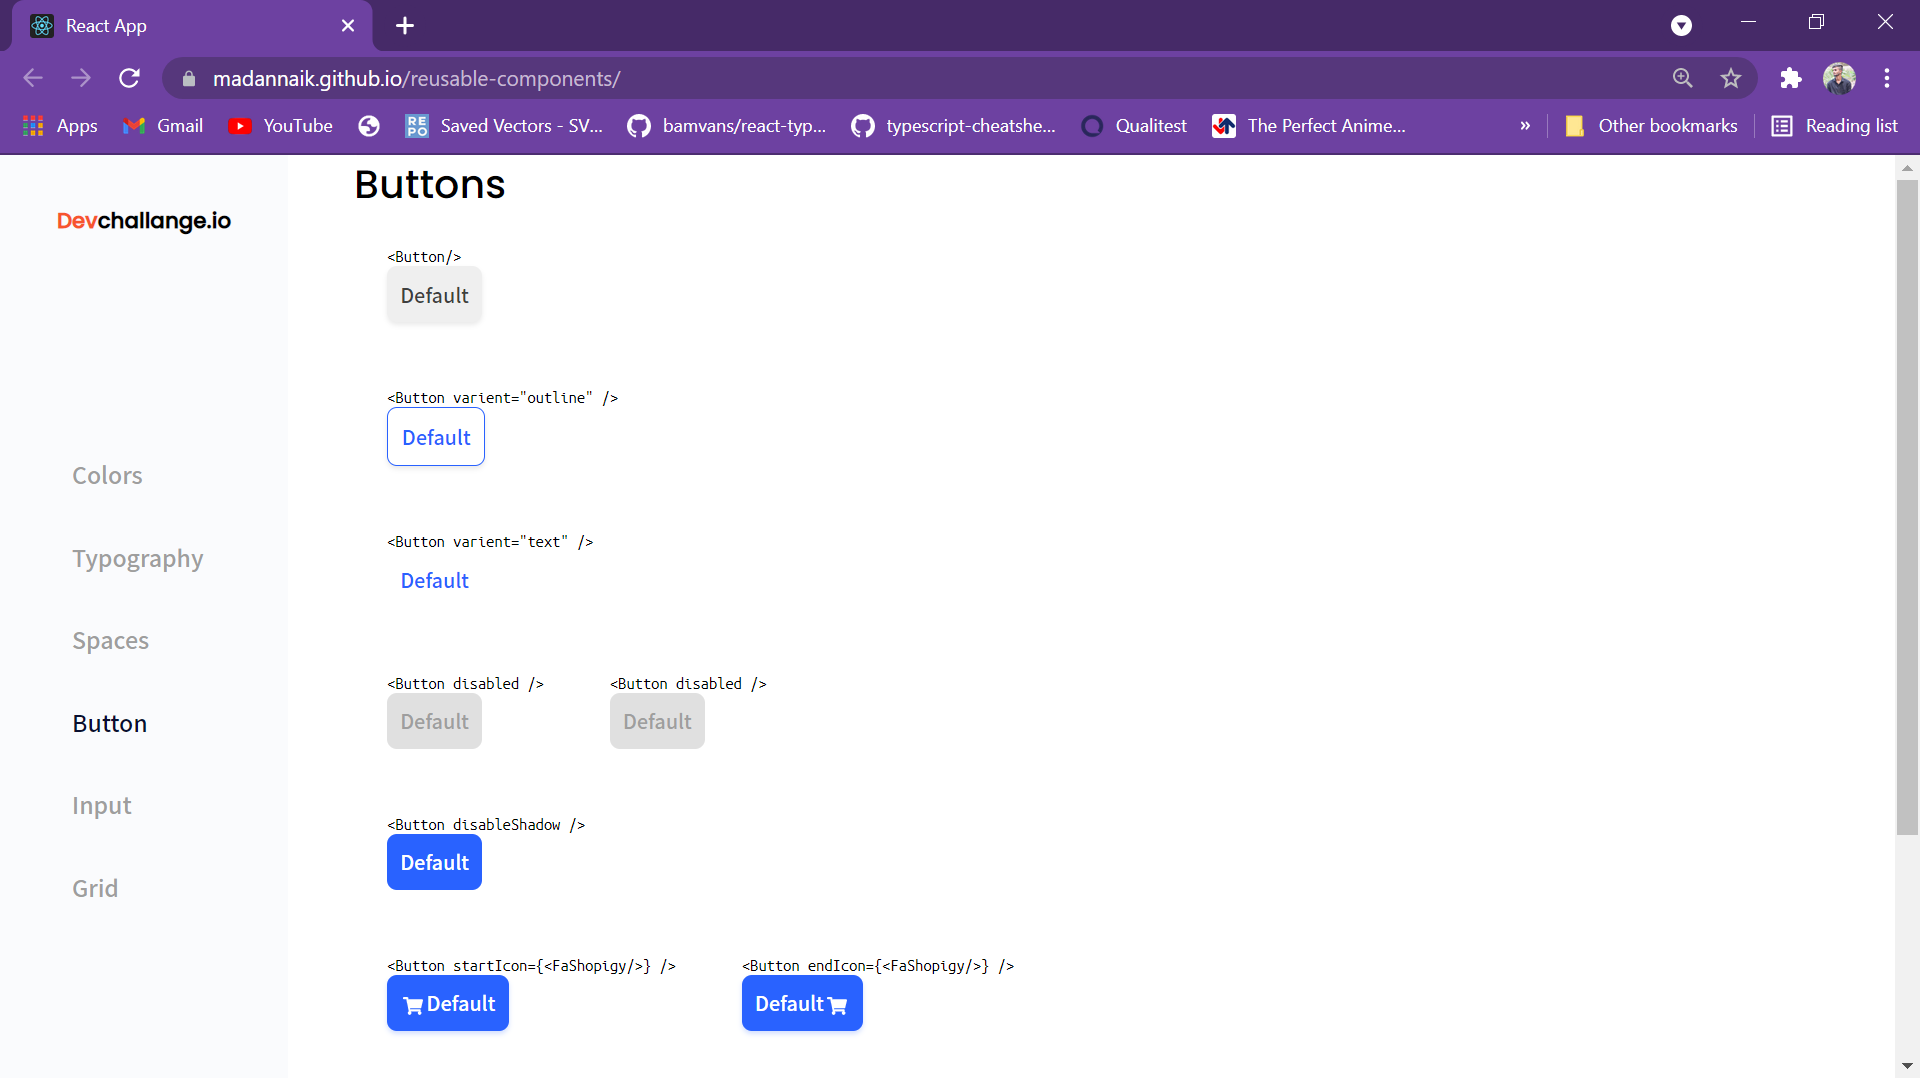 React App
madannaik.github.io/reusable-components/
Apps
Gmail
YouTube
REPO
Saved Vectors - SV...
bamvans/react-typ...
typescript-cheatshe...
Qualitest
The Perfect Anime...
»
Other bookmarks
Reading list
Devchallange.io
Colors
Typography
Spaces
Button
Input
Grid
Buttons
<Button/>
Default
<Button varient="outline" />
Default
<Button varient="text" />
Default
<Button disabled /> <Button disabled />
Default Default
<Button disableShadow />
Default
<Button startIcon={<FaShopigy/>} /> <Button endIcon={<FaShopigy/>} />
Default Default